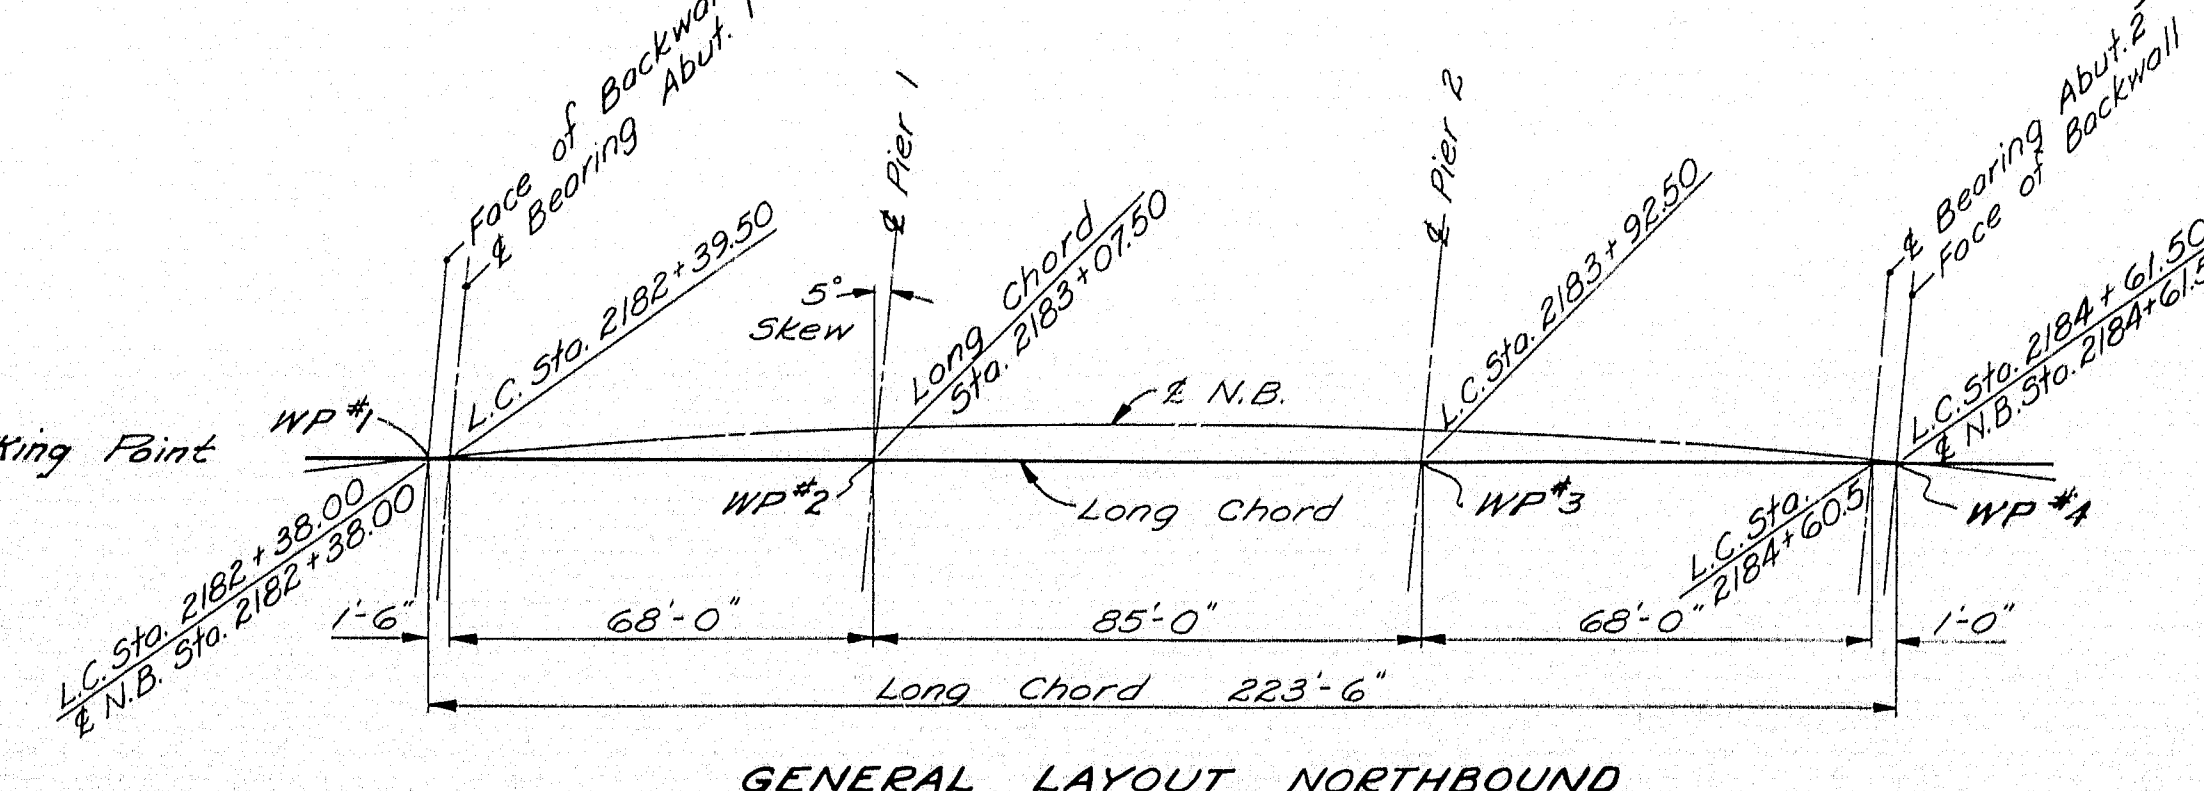 Face of
Abut. 1
℄ Bearing
L.C. Sta. 2182+39.50
℄ Pier 1
5°
Skew
Long Chord
Sta. 2183+07.50
℄ Pier 2
L.C. Sta. 2183+92.50
℄ Bearing Abut. 2
Face of Backwall
L.C. Sta. 2184+61.50
℄ N.B. Sta. 2184+61.5
℄ N.B.
WP #1
Point
WP #2
Long Chord
WP #3
WP #4
L.C. Sta. 2182+38.00
℄ N.B. Sta. 2182+38.00
L.C. Sta.
2184+60.5
1'-6"
68'-0"
85'-0"
68'-0"
1'-0"
Long Chord 223'-6"
GENERAL LAYOUT NORTHBOUND